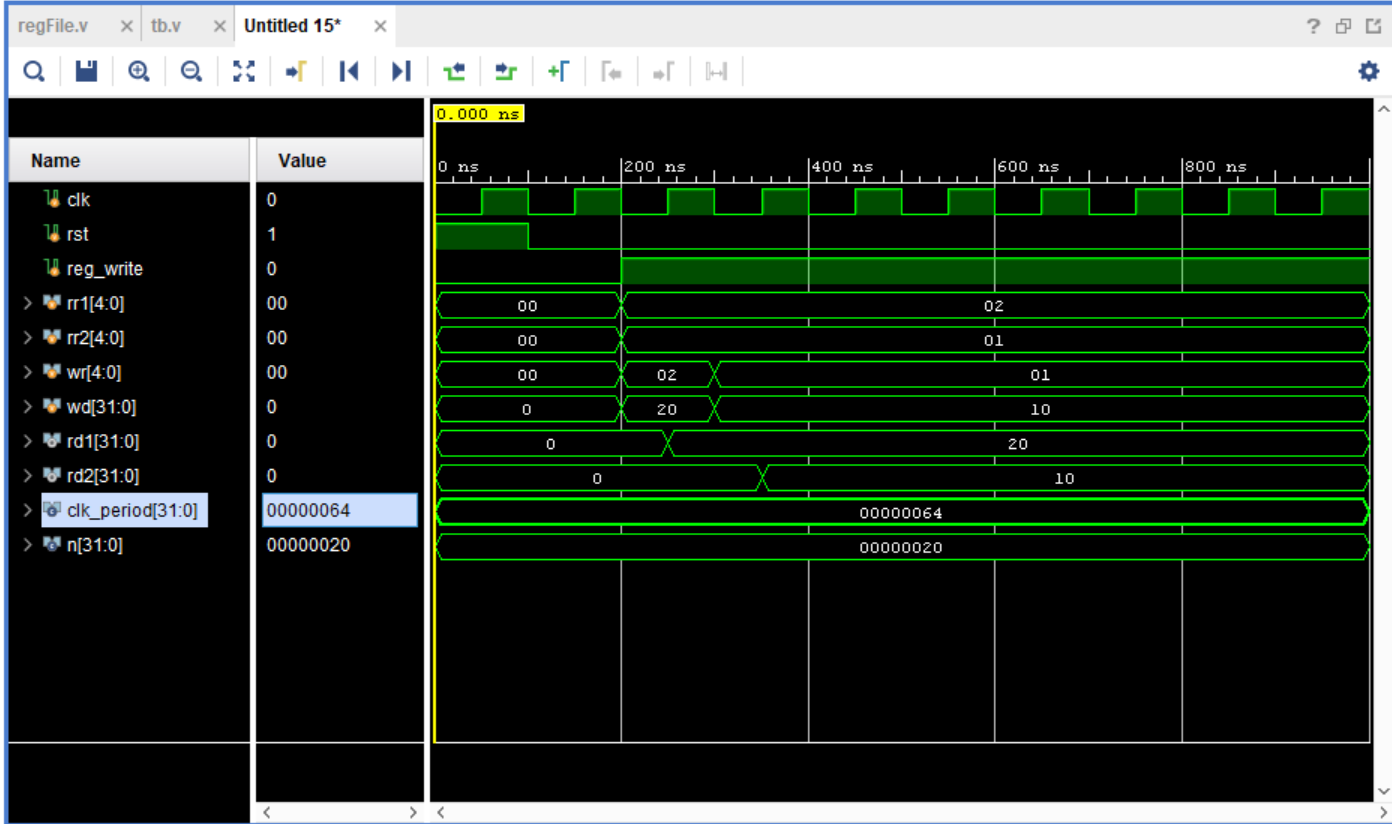 regFile.v × tb.v × Untitled 15* × ?
0.000 ns
Name Value
0 ns 200 ns 400 ns 600 ns 800 ns
clk 0
rst 1
reg_write 0
> rr1[4:0] 00 00 02
> rr2[4:0] 00 00 01
> wr[4:0] 00 00 02 01
> wd[31:0] 0 0 20 10
> rd1[31:0] 0 0 20
> rd2[31:0] 0 0 10
> clk_period[31:0] 00000064 00000064
> n[31:0] 00000020 00000020